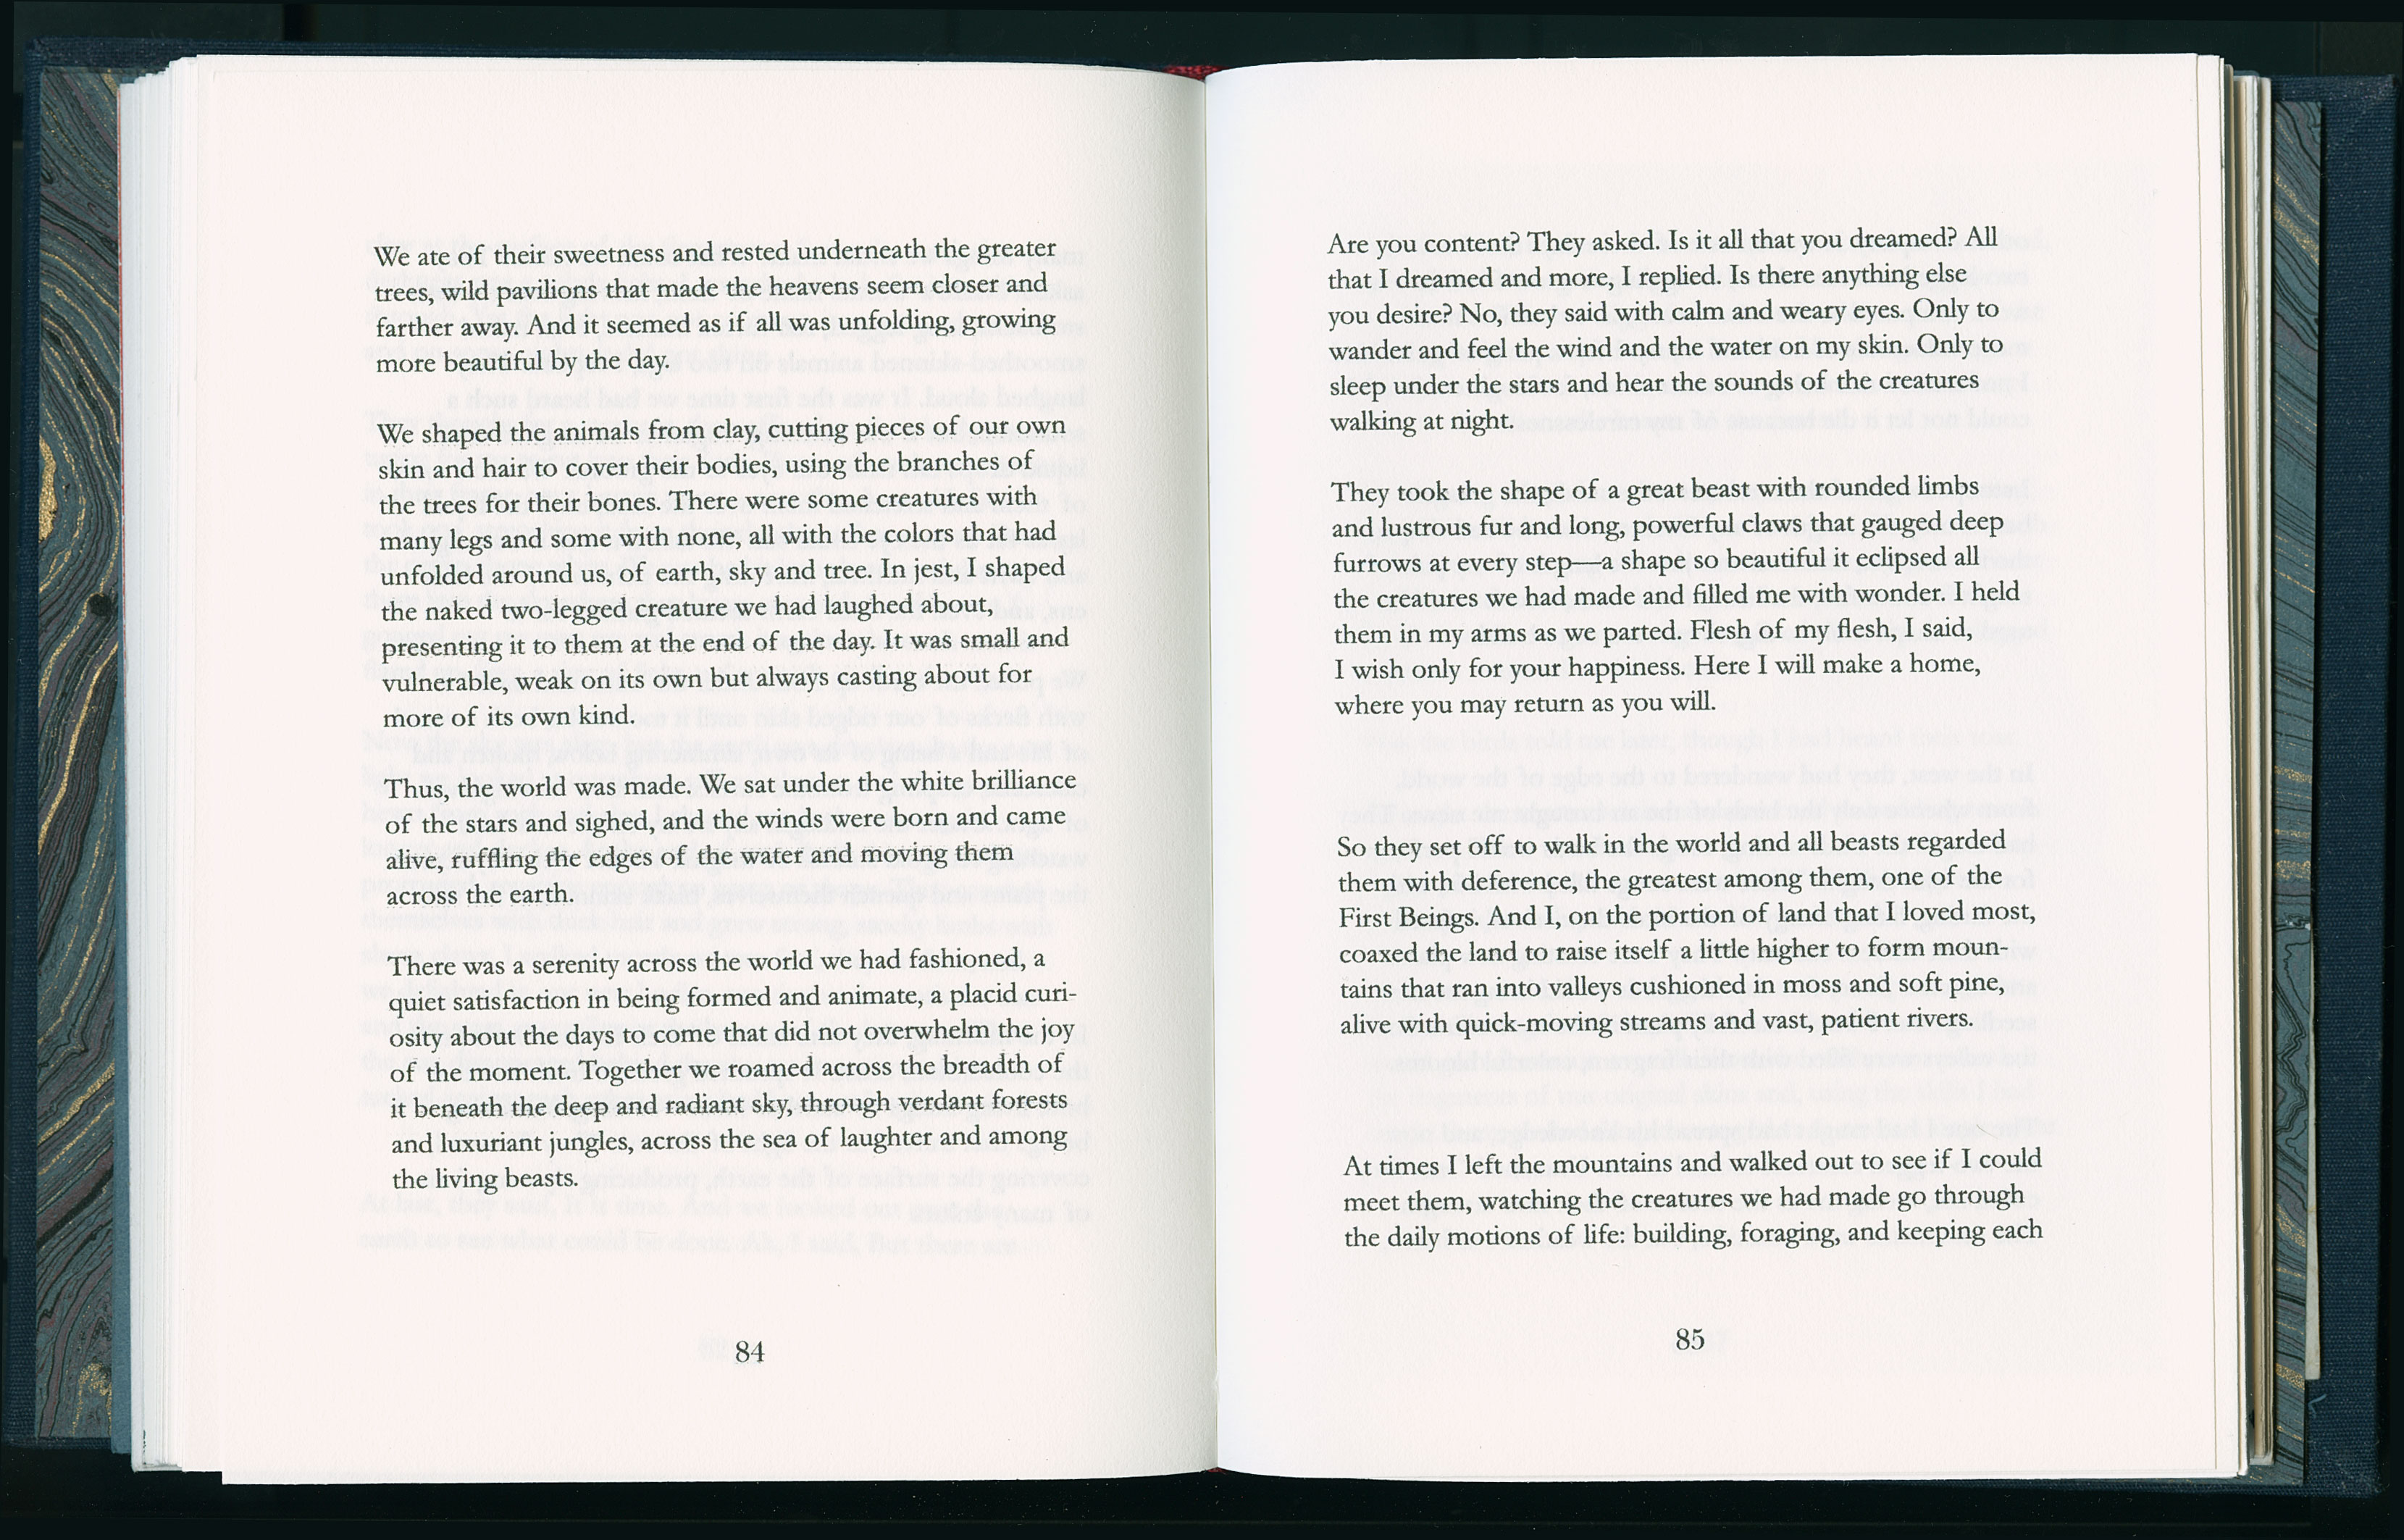 We ate of their sweetness and rested underneath the greater
trees, wild pavilions that made the heavens seem closer and
farther away. And it seemed as if all was unfolding, growing
more beautiful by the day.
We shaped the animals from clay, cutting pieces of our own
skin and hair to cover their bodies, using the branches of
the trees for their bones. There were some creatures with
many legs and some with none, all with the colors that had
unfolded around us, of earth, sky and tree. In jest, I shaped
the naked two-legged creature we had laughed about,
presenting it to them at the end of the day. It was small and
vulnerable, weak on its own but always casting about for
more of its own kind.
Thus, the world was made. We sat under the white brilliance
of the stars and sighed, and the winds were born and came
alive, ruffling the edges of the water and moving them
across the earth.
There was a serenity across the world we had fashioned, a
quiet satisfaction in being formed and animate, a placid curi-
osity about the days to come that did not overwhelm the joy
of the moment. Together we roamed across the breadth of
it beneath the deep and radiant sky, through verdant forests
and luxuriant jungles, across the sea of laughter and among
the living beasts.
84
Are you content? They asked. Is it all that you dreamed? All
that I dreamed and more, I replied. Is there anything else
you desire? No, they said with calm and weary eyes. Only to
wander and feel the wind and the water on my skin. Only to
sleep under the stars and hear the sounds of the creatures
walking at night.
They took the shape of a great beast with rounded limbs
and lustrous fur and long, powerful claws that gauged deep
furrows at every step—a shape so beautiful it eclipsed all
the creatures we had made and filled me with wonder. I held
them in my arms as we parted. Flesh of my flesh, I said,
I wish only for your happiness. Here I will make a home,
where you may return as you will.
So they set off to walk in the world and all beasts regarded
them with deference, the greatest among them, one of the
First Beings. And I, on the portion of land that I loved most,
coaxed the land to raise itself a little higher to form moun-
tains that ran into valleys cushioned in moss and soft pine,
alive with quick-moving streams and vast, patient rivers.
At times I left the mountains and walked out to see if I could
meet them, watching the creatures we had made go through
the daily motions of life: building, foraging, and keeping each
85